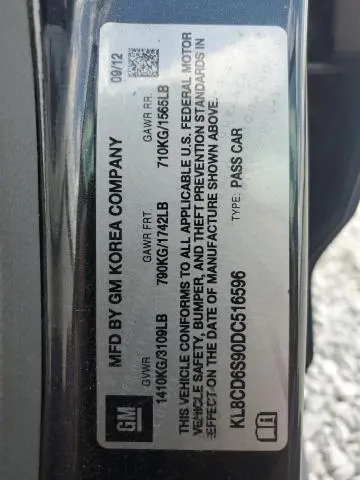 MFD BY GM KOREA COMPANY 09/12
GVWR GAWR FRT GAWR RR
1410KG/3109LB 790KG/1742LB 710KG/1565LB
THIS VEHICLE CONFORMS TO ALL APPLICABLE U.S. FEDERAL MOTOR
VEHICLE SAFETY, BUMPER, AND THEFT PREVENTION STANDARDS IN
EFFECT ON THE DATE OF MANUFACTURE SHOWN ABOVE.
KL8CD6S90DC516596 TYPE: PASS CAR
GM